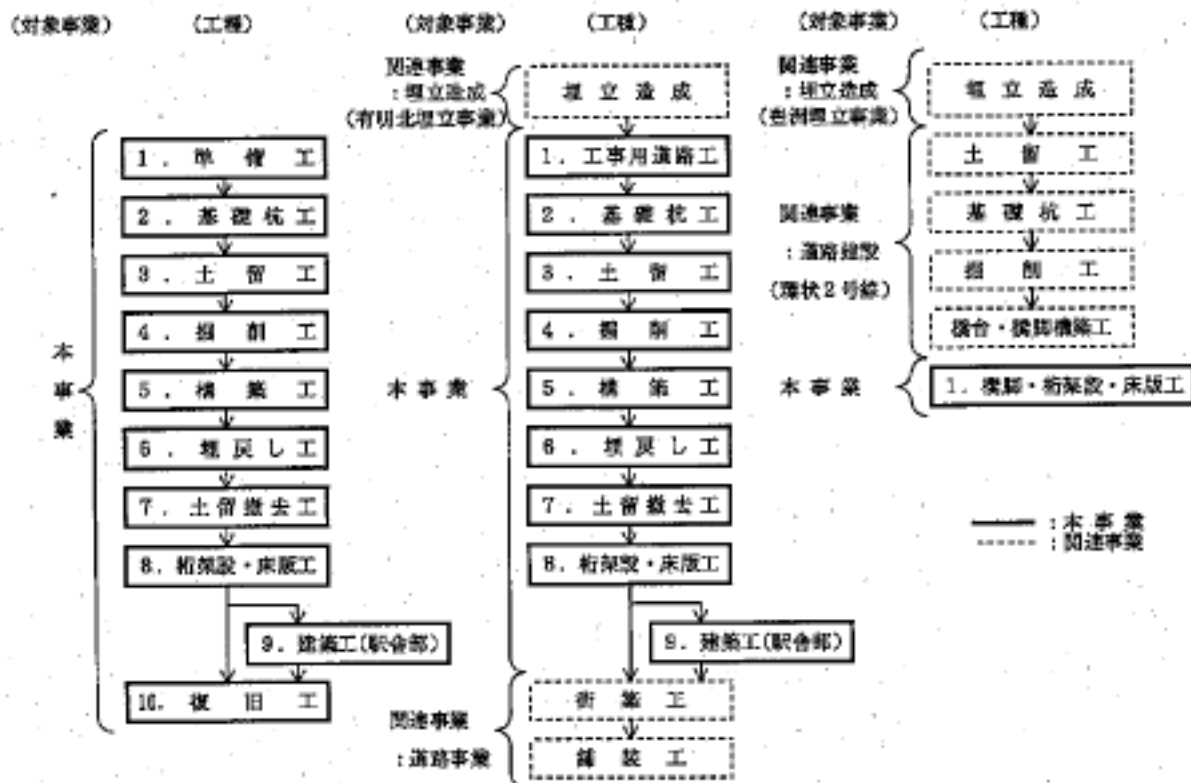 (対象事業) (工種)
本事業
1. 準備工
2. 基礎杭工
3. 土留工
4. 掘削工
5. 構築工
6. 埋戻し工
7. 土留撤去工
8. 桁架設・床版工
9. 建築工(駅舎部)
10. 復旧工
(対象事業) (工種)
関連事業
:埋立造成
(有明北埋立事業)
埋立造成
本事業
1. 工事用道路工
2. 基礎杭工
3. 土留工
4. 掘削工
5. 構築工
6. 埋戻し工
7. 土留撤去工
8. 桁架設・床版工
9. 建築工(駅舎部)
関連事業
:道路事業
街築工
舗装工
(対象事業) (工種)
関連事業
:埋立造成
(豊洲埋立事業)
埋立造成
関連事業
:道路建設
(環状2号線)
土留工
基礎杭工
掘削工
橋台・橋脚構築工
本事業
1. 橋脚・桁架設・床版工
:本事業
:関連事業